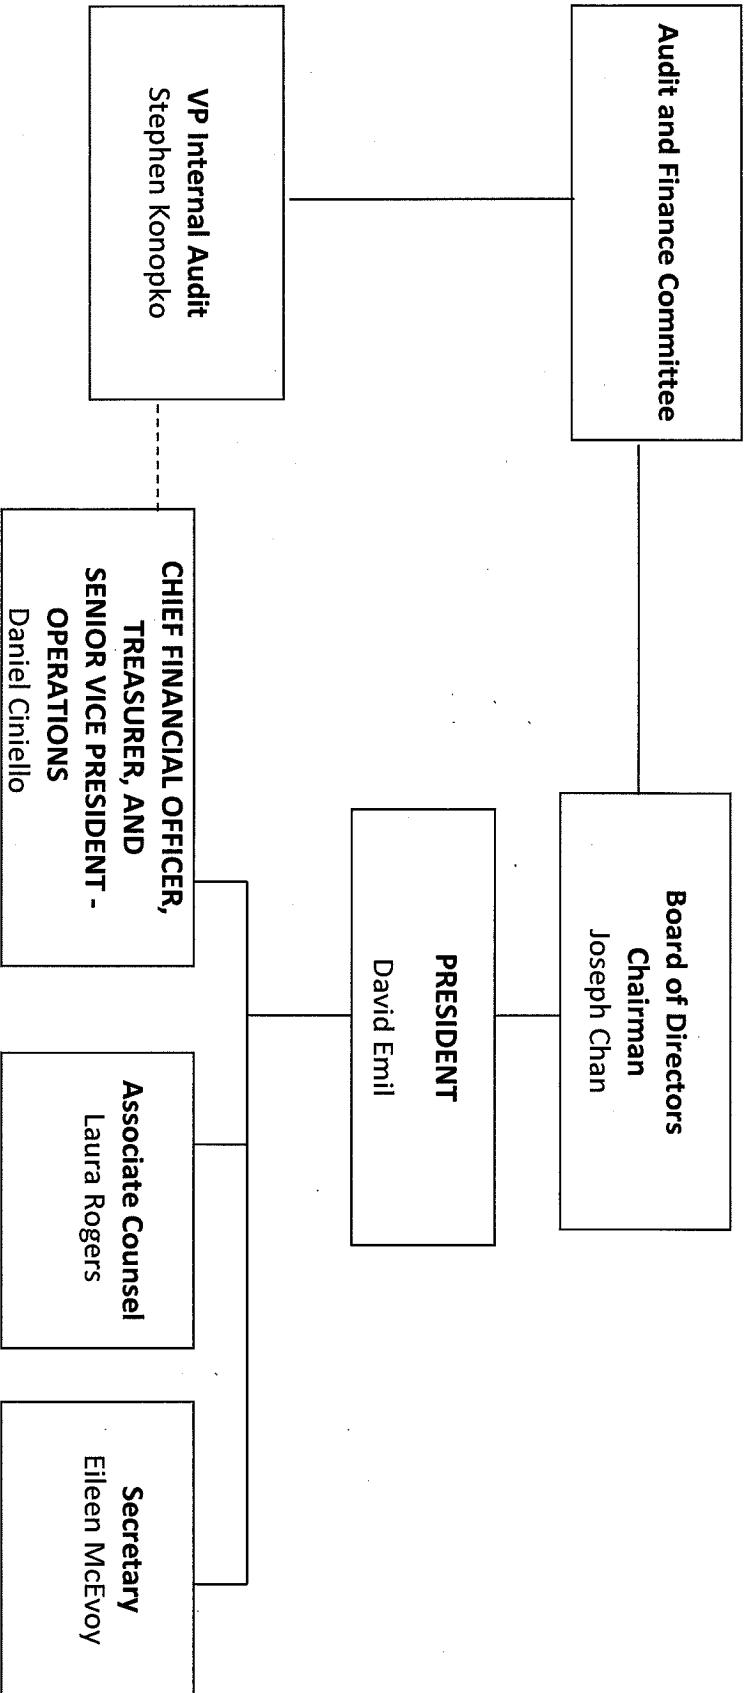 Audit and Finance Committee
Board of Directors
Chairman
Joseph Chan
PRESIDENT
David Emil
VP Internal Audit
Stephen Konopko
CHIEF FINANCIAL OFFICER,
TREASURER, AND
SENIOR VICE PRESIDENT -
OPERATIONS
Daniel Ciniello
Associate Counsel
Laura Rogers
Secretary
Eileen McEvoy